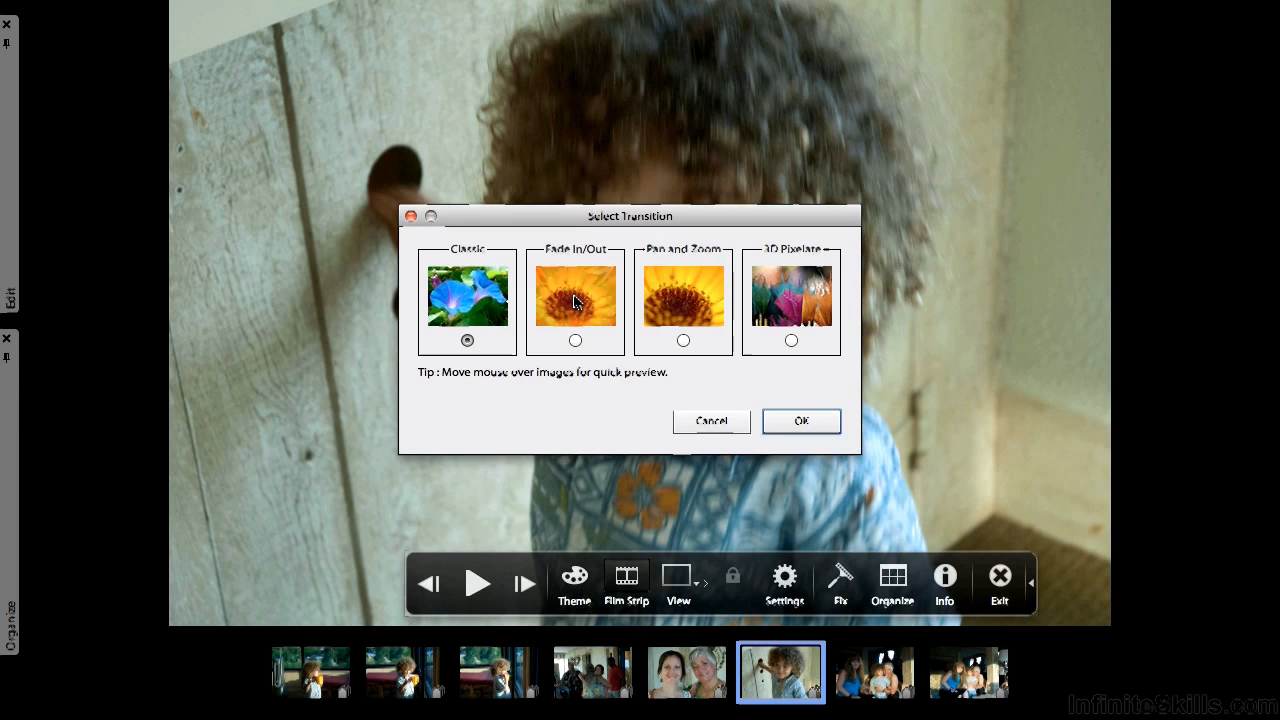 Edit
Organize
Select Transition
Classic Fade In/Out Pan and Zoom 3D Pixelate
Tip : Move mouse over images for quick preview.
Cancel OK
Theme Film Strip View Settings Fix Organize Info Exit
InfiniteSkills.com